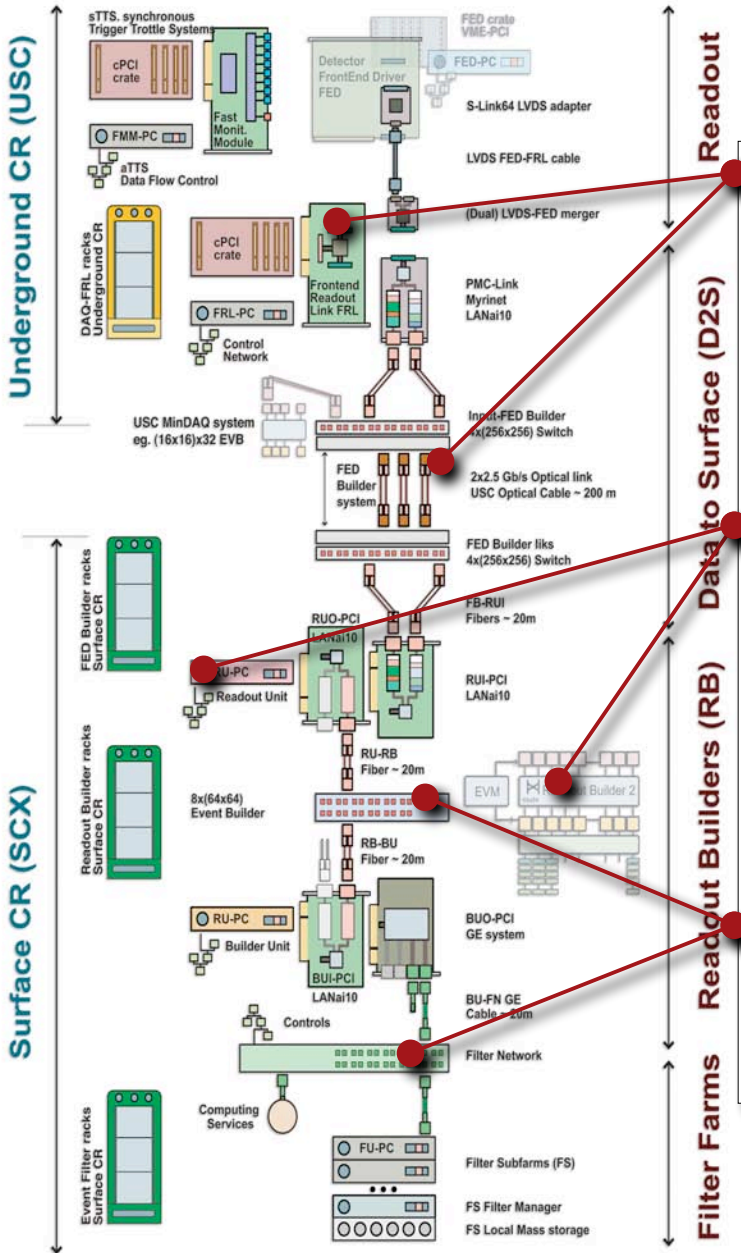 sTTS. synchronous
Trigger Trottle Systems
cPCI
crate
Fast
Monit.
Module
FMM-PC
aTTS
Data Flow Control
FED crate
VME-PCI
FED-PC
Detector
FrontEnd Driver
FED
S-Link64 LVDS adapter
LVDS FED-FRL cable
(Dual) LVDS-FED merger
Underground CR (USC)
Readout
DAQ-FRL racks
Underground CR
cPCI
crate
Frontend
Readout
Link FRL
FRL-PC
Control
Network
PMC-Link
Myrinet
LANai10
USC MinDAQ system
eg. (16x16)x32 EVB
Input-FED Builder
4x(256x256) Switch
FED
Builder
system
2x2.5 Gb/s Optical link
USC Optical Cable ~ 200 m
Data to Surface (D2S)
FED Builder liks
4x(256x256) Switch
FED Builder racks
Surface CR
FB-RUI
Fibers ~ 20m
RUO-PCI
LANai10
RU-PC
Readout Unit
RUI-PCI
LANai10
Surface CR (SCX)
Readout Builder racks
Surface CR
RU-RB
Fiber ~ 20m
8x(64x64)
Event Builder
EVM
Builder 2
RB-BU
Fiber ~ 20m
Readout Builders (RB)
RU-PC
Builder Unit
BUI-PCI
LANai10
BUO-PCI
GE system
BU-FN GE
Cable ~ 20m
Controls
Filter Network
Computing
Services
Event Filter racks
Surface CR
FU-PC
Filter Subfarms (FS)
FS Filter Manager
FS Local Mass storage
Filter Farms